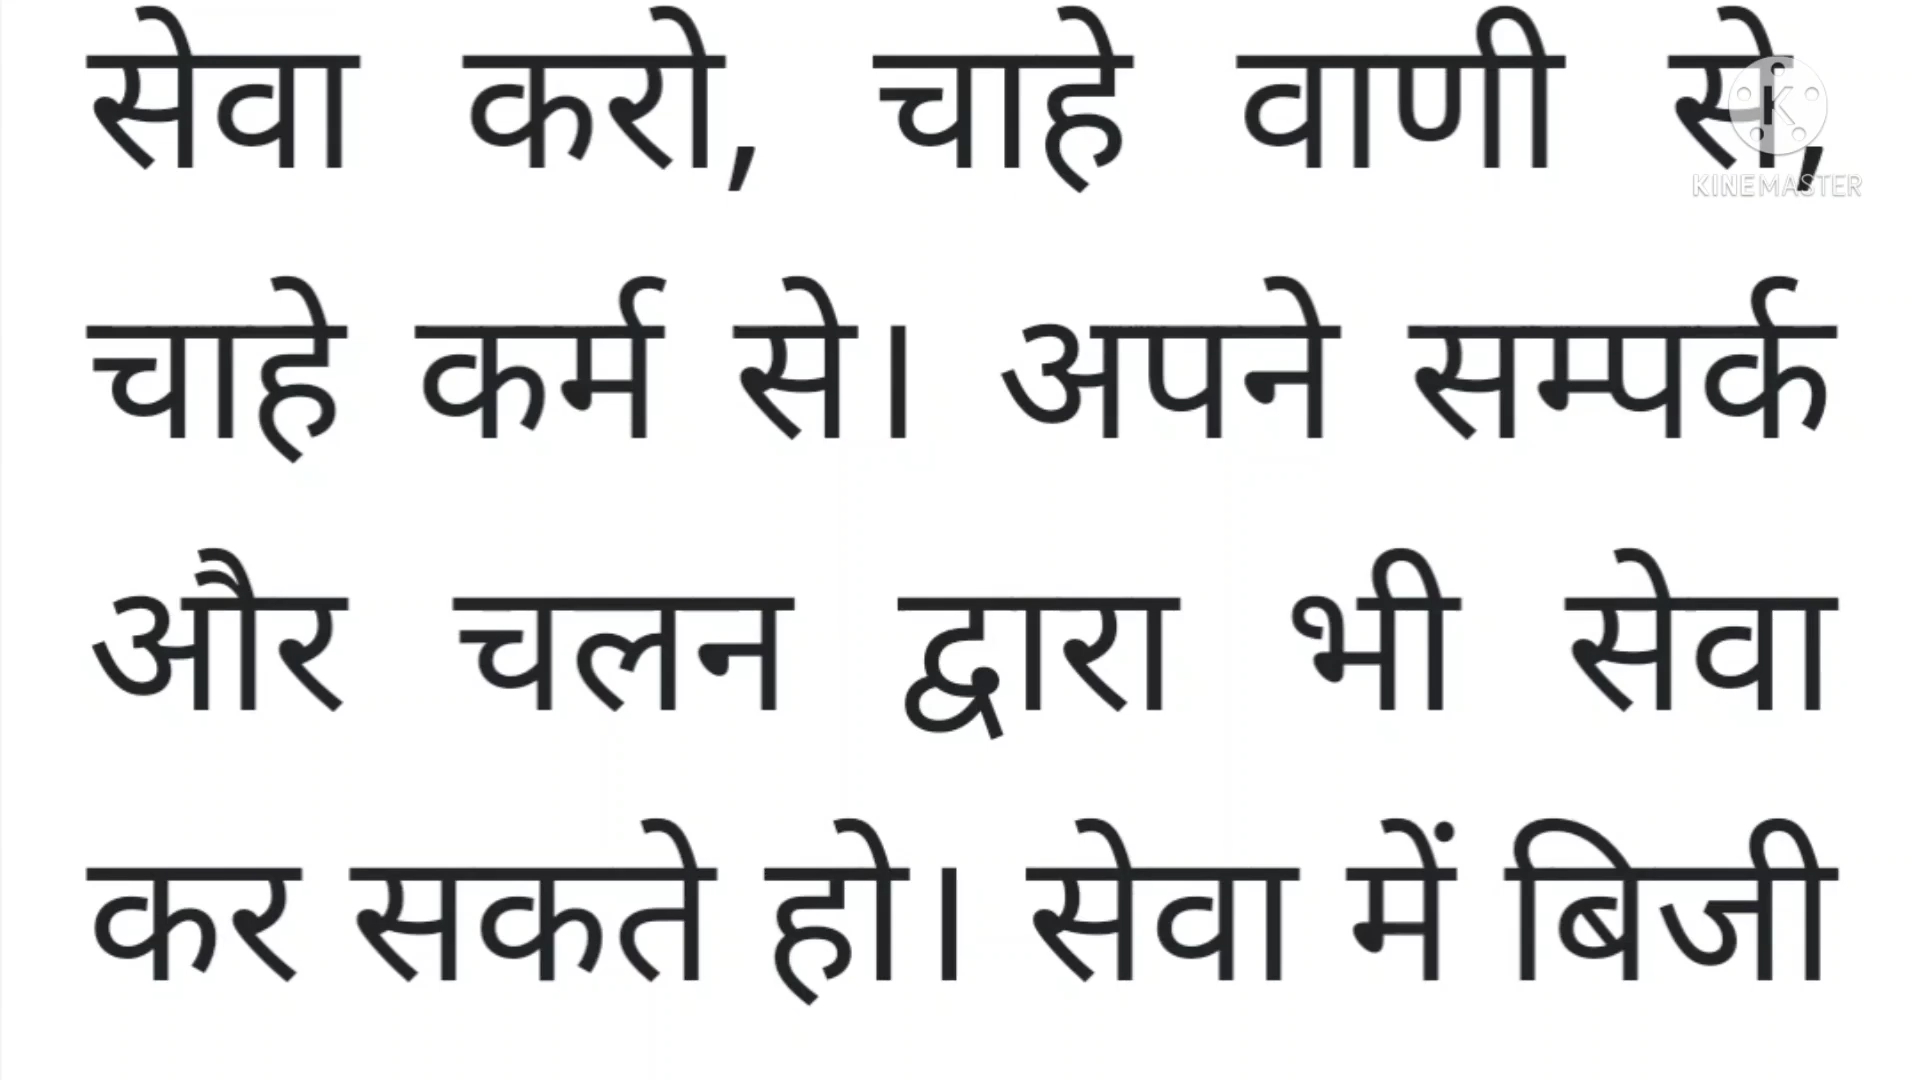 सेवा करो, चाहे वाणी से,
KINEMASTER
चाहे कर्म से। अपने सम्पर्क
और चलन द्वारा भी सेवा
कर सकते हो। सेवा में बिजी